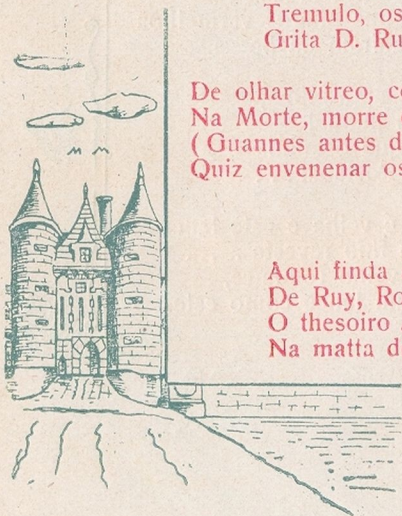 Tremulo, os
Grita D. Ru
De olhar vitreo, c
Na Morte, morre
( Guannes antes d
Quiz envenenar os
Aqui finda
De Ruy, Ro
O thesoiro
Na matta d